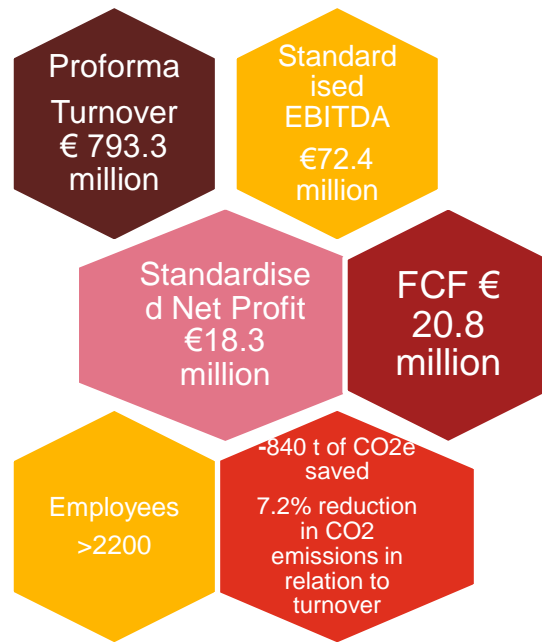 Proforma
Turnover
€ 793.3
million
Standard
ised
EBITDA
€72.4
million
Standardise
d Net Profit
€18.3
million
FCF €
20.8
million
Employees
>2200
-840 t of CO2e
saved
7.2% reduction
in CO2
emissions in
relation to
turnover